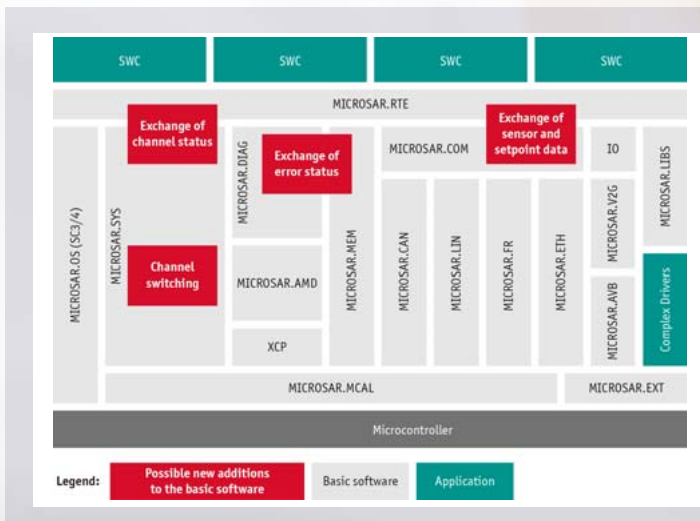 SWC
SWC
SWC
SWC
MICROSAR.RTE
Exchange of
channel status
Exchange of
error status
Exchange of
sensor and
setpoint data
Channel
switching
MICROSAR.OS (SC3/4)
MICROSAR.SYS
MICROSAR.DIAG
MICROSAR.AMD
XCP
MICROSAR.MEM
MICROSAR.COM
MICROSAR.CAN
MICROSAR.LIN
MICROSAR.FR
MICROSAR.ETH
IO
MICROSAR.V2G
MICROSAR.AVB
MICROSAR.LIBS
Complex Drivers
MICROSAR.MCAL
MICROSAR.EXT
Microcontroller
Legend:
Possible new additions
to the basic software
Basic software
Application